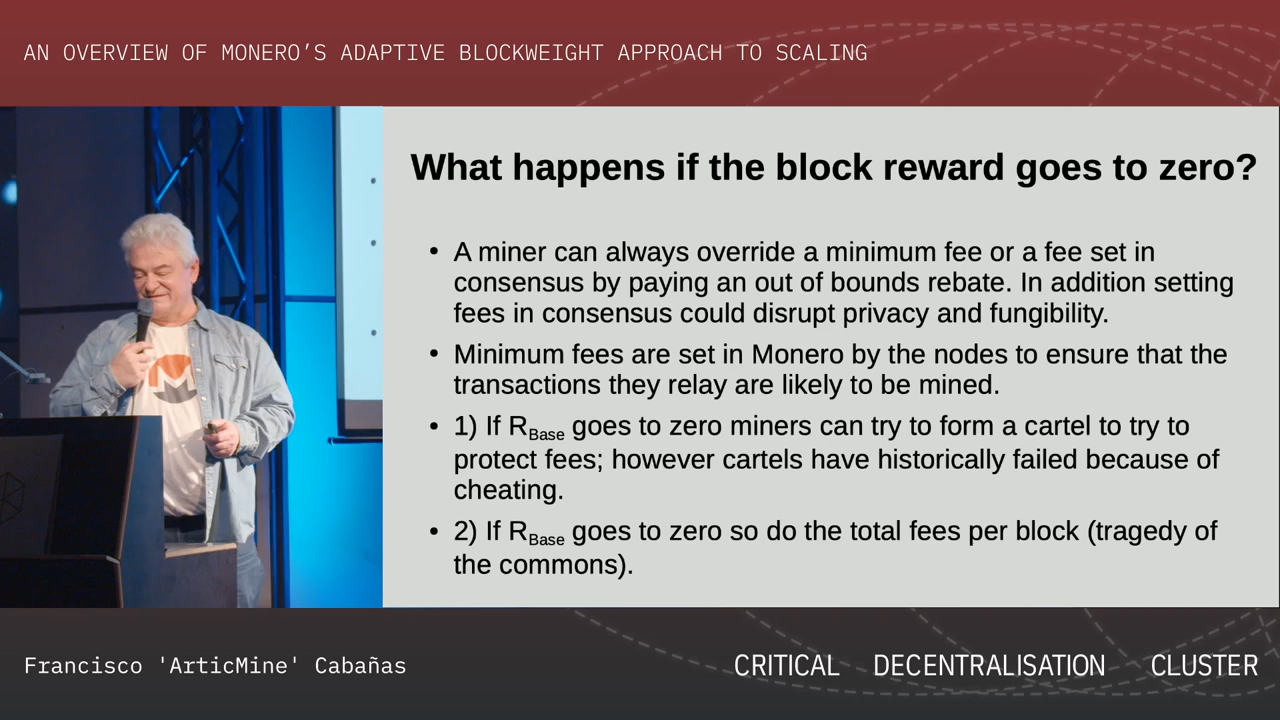 AN OVERVIEW OF MONERO’S ADAPTIVE BLOCKWEIGHT APPROACH TO SCALING
What happens if the block reward goes to zero?
• A miner can always override a minimum fee or a fee set in
consensus by paying an out of bounds rebate. In addition setting
fees in consensus could disrupt privacy and fungibility.
• Minimum fees are set in Monero by the nodes to ensure that the
transactions they relay are likely to be mined.
• 1) If RBase goes to zero miners can try to form a cartel to try to
protect fees; however cartels have historically failed because of
cheating.
• 2) If RBase goes to zero so do the total fees per block (tragedy of
the commons).
Francisco 'ArticMine' Cabañas
CRITICAL DECENTRALISATION CLUSTER